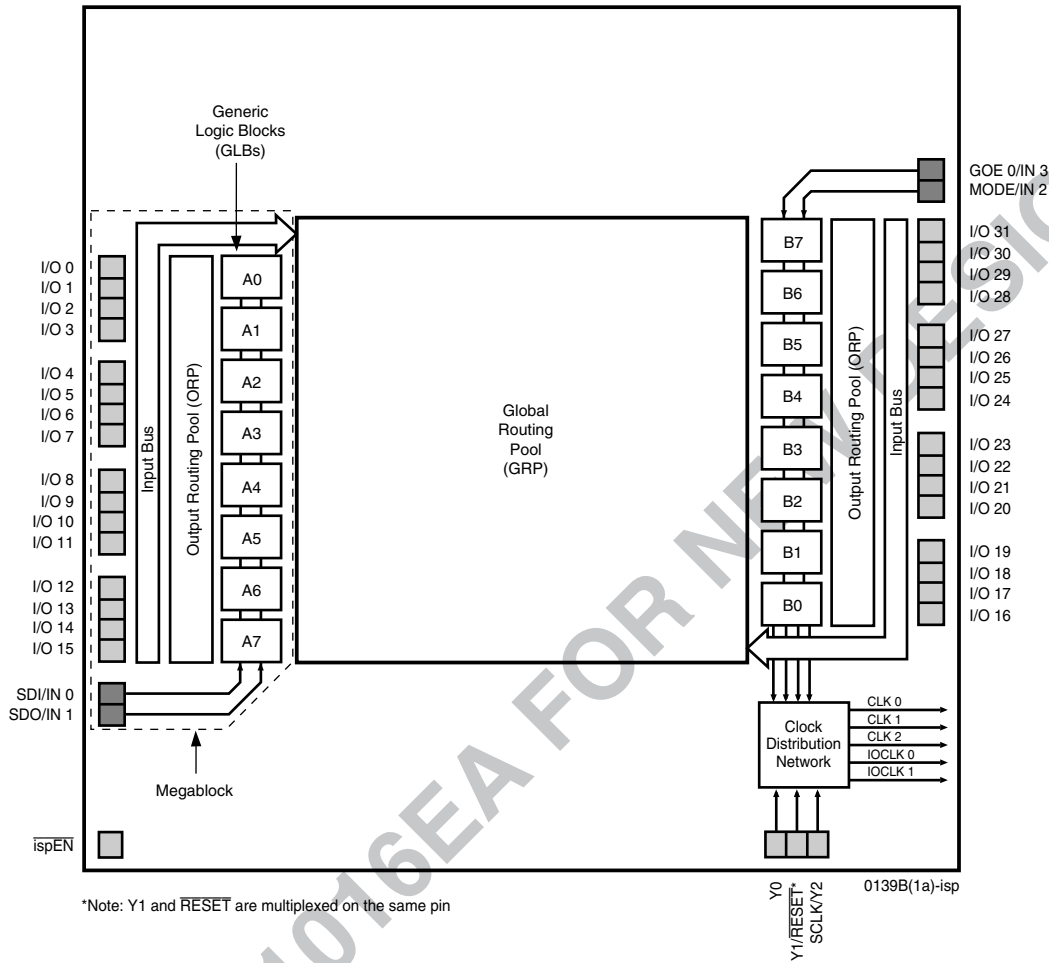 Generic
Logic Blocks
(GLBs)
GOE 0/IN 3
MODE/IN 2
I/O 0
I/O 1
I/O 2
I/O 3
I/O 4
I/O 5
I/O 6
I/O 7
I/O 8
I/O 9
I/O 10
I/O 11
I/O 12
I/O 13
I/O 14
I/O 15
SDI/IN 0
SDO/IN 1
Input Bus
Output Routing Pool (ORP)
A0
A1
A2
A3
A4
A5
A6
A7
Megablock
Global
Routing
Pool
(GRP)
B7
B6
B5
B4
B3
B2
B1
B0
Output Routing Pool (ORP)
Input Bus
I/O 31
I/O 30
I/O 29
I/O 28
I/O 27
I/O 26
I/O 25
I/O 24
I/O 23
I/O 22
I/O 21
I/O 20
I/O 19
I/O 18
I/O 17
I/O 16
Clock
Distribution
Network
CLK 0
CLK 1
CLK 2
IOCLK 0
IOCLK 1
ispEN
Y0
Y1/RESET*
SCLK/Y2
0139B(1a)-isp
*Note: Y1 and RESET are multiplexed on the same pin
1016EA FOR NEW DESIG